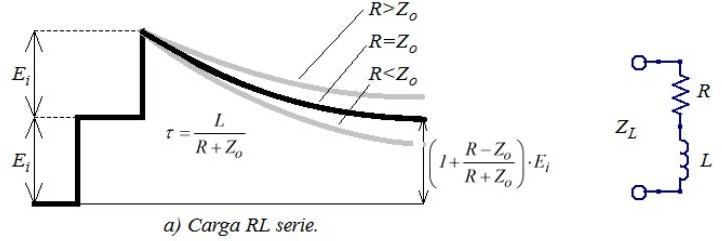 R>Zo
R=Zo
R<Zo
Ei
Ei
τ = L / (R + Zo)
(1 + (R − Zo) / (R + Zo)) · Ei
ZL
R
L
a) Carga RL serie.